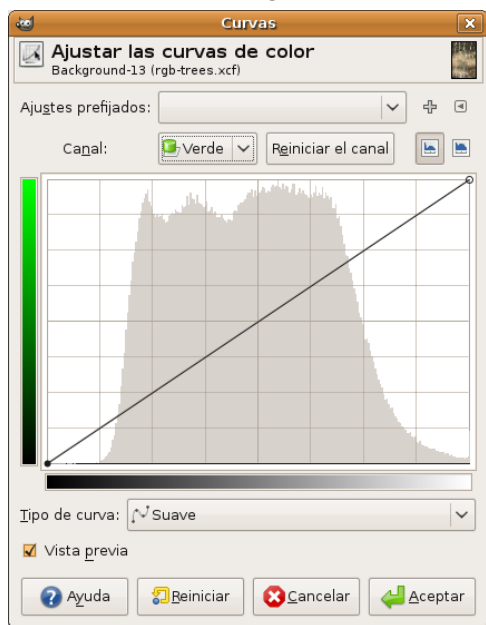 Curvas
Ajustar las curvas de color
Background-13 (rgb-trees.xcf)
Ajustes prefijados:
Canal: Verde Reiniciar el canal
Tipo de curva: Suave
Vista previa
Ayuda Reiniciar Cancelar Aceptar